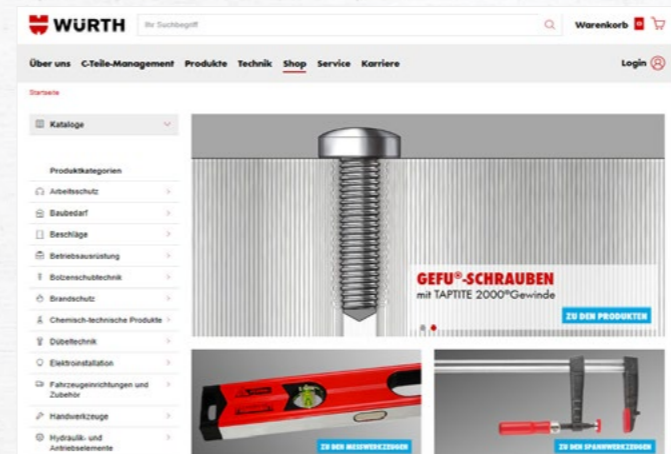 WÜRTH
Ihr Suchbegriff
Warenkorb 0
Über uns C-Teile-Management Produkte Technik Shop Service Karriere
Login
Startseite
Kataloge
Produktkategorien
Arbeitsschutz
Baubedarf
Beschläge
Betriebsausrüstung
Bolzenschubtechnik
Brandschutz
Chemisch-technische Produkte
Dübeltechnik
Elektroinstallation
Fahrzeugeinrichtungen und
Zubehör
Handwerkzeuge
Hydraulik- und
Antriebselemente
GEFU®-SCHRAUBEN
mit TAPTITE 2000®Gewinde
ZU DEN PRODUKTEN
ZU DEN MESSWERKZEUGEN
ZU DEN SPANNWERKZEUGEN